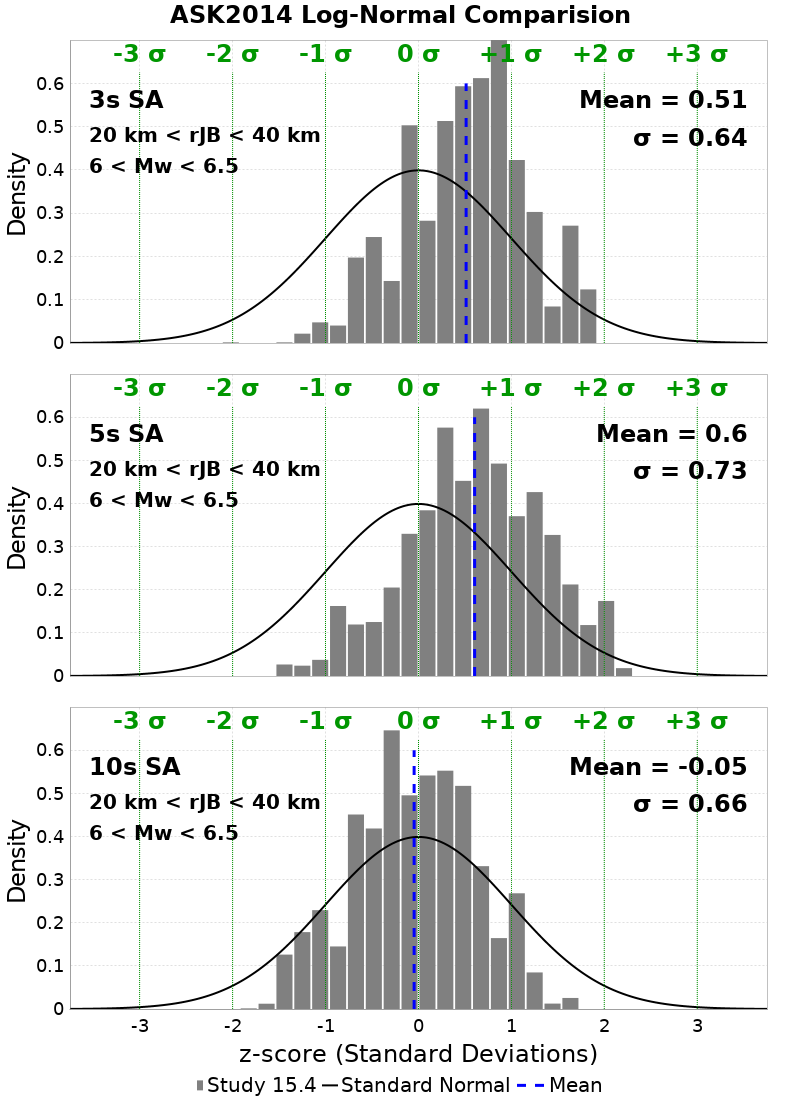 ASK2014 Log-Normal Comparision
-3 σ -2 σ -1 σ 0 σ +1 σ +2 σ +3 σ
3s SA
20 km < rJB < 40 km
6 < Mw < 6.5
Mean = 0.51
σ = 0.64
Density
0.6
0.5
0.4
0.3
0.2
0.1
0
-3 σ -2 σ -1 σ 0 σ +1 σ +2 σ +3 σ
5s SA
20 km < rJB < 40 km
6 < Mw < 6.5
Mean = 0.6
σ = 0.73
Density
0.6
0.5
0.4
0.3
0.2
0.1
0
-3 σ -2 σ -1 σ 0 σ +1 σ +2 σ +3 σ
10s SA
20 km < rJB < 40 km
6 < Mw < 6.5
Mean = -0.05
σ = 0.66
Density
0.6
0.5
0.4
0.3
0.2
0.1
0
-3 -2 -1 0 1 2 3
z-score (Standard Deviations)
Study 15.4 Standard Normal Mean